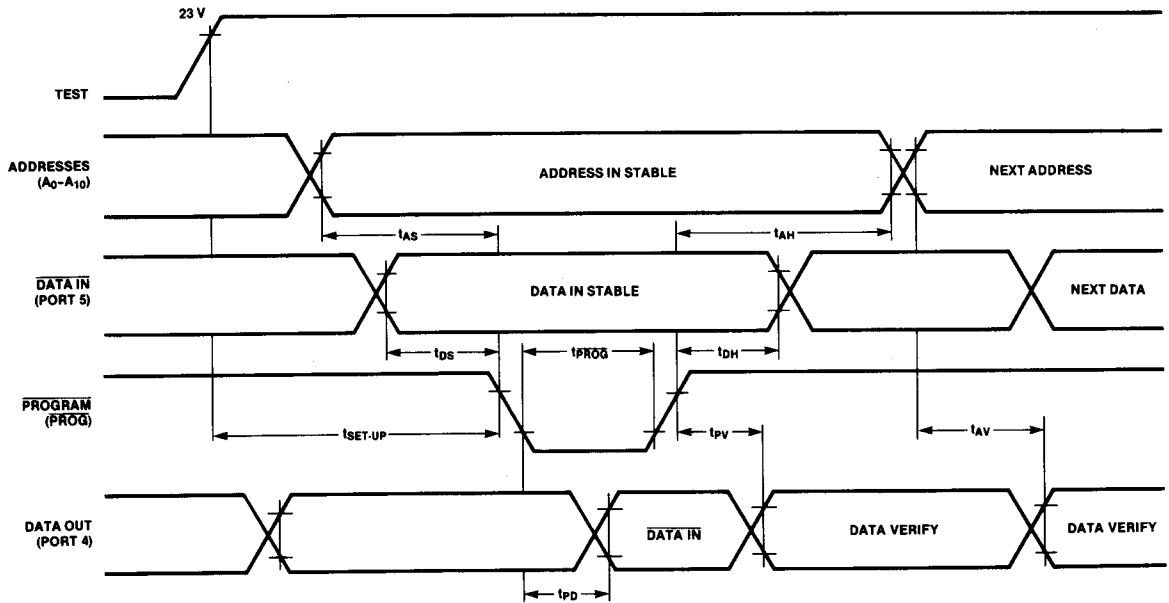 23 V
TEST
ADDRESSES
(A0–A10)
ADDRESS IN STABLE
NEXT ADDRESS
tAS
tAH
DATA IN
(PORT 5)
DATA IN STABLE
NEXT DATA
tDS
tPROG
tDH
PROGRAM
(PROG)
tSET-UP
tPV
tAV
DATA OUT
(PORT 4)
DATA IN
DATA VERIFY
DATA VERIFY
tPD